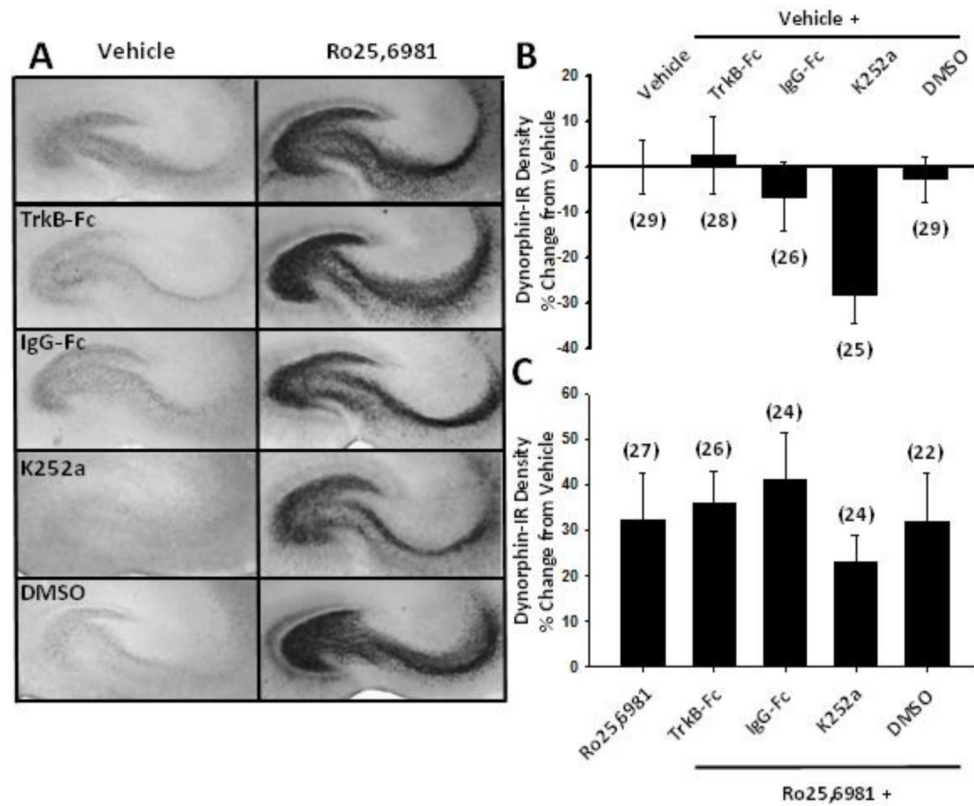 A
Vehicle Ro25,6981
TrkB-Fc
IgG-Fc
K252a
DMSO
B
Vehicle +
Vehicle TrkB-Fc IgG-Fc K252a DMSO
Dynorphin-IR Density
% Change from Vehicle
20
10
0
-10
-20
-30
-40
(29) (28) (26) (25) (29)
C
Dynorphin-IR Density
% Change from Vehicle
60
50
40
30
20
10
0
(27) (26) (24) (24) (22)
Ro25,6981 TrkB-Fc IgG-Fc K252a DMSO
Ro25,6981 +